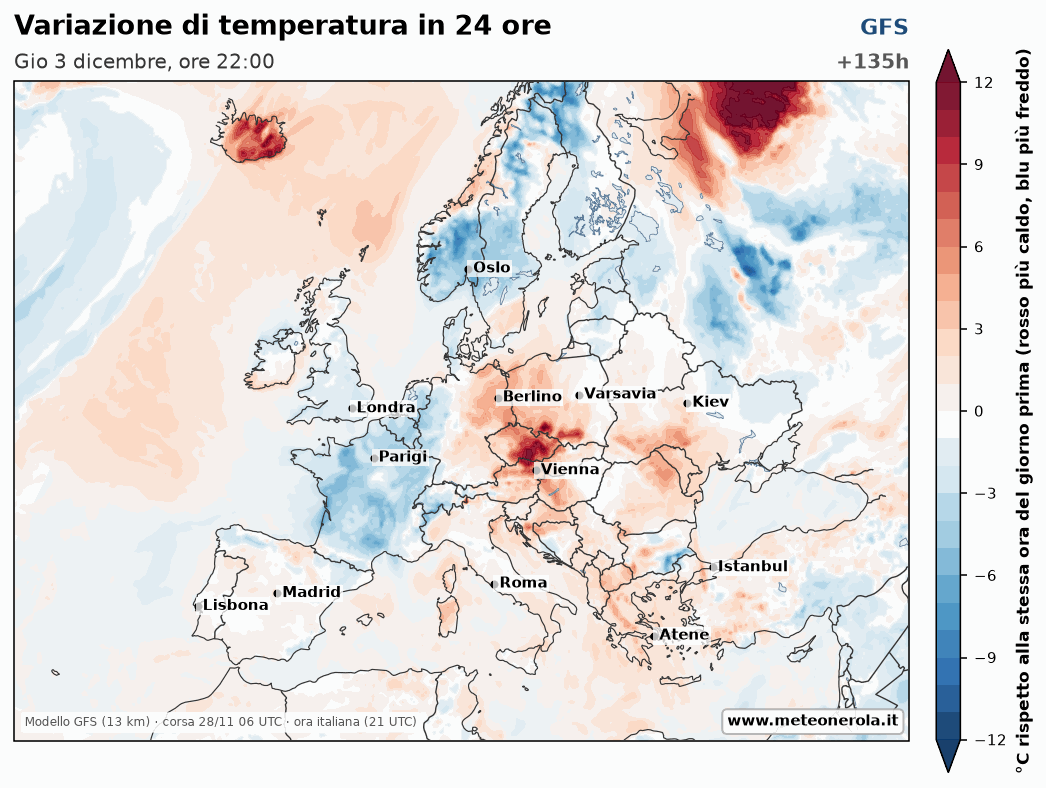 Variazione di temperatura in 24 ore
GFS
Gio 3 dicembre, ore 22:00
+135h
Oslo
Berlino
Varsavia
Kiev
Londra
Parigi
Vienna
Istanbul
Roma
Madrid
Lisbona
Atene
Modello GFS (13 km) · corsa 28/11 06 UTC · ora italiana (21 UTC)
www.meteonerola.it
12
9
6
3
0
−3
−6
−9
−12
°C rispetto alla stessa ora del giorno prima (rosso più caldo, blu più freddo)